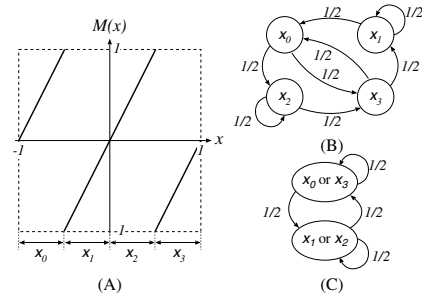 M(x)
1
-1
1
x
-1
x0
x1
x2
x3
(A)
x0
1/2
x1
1/2
1/2
1/2
1/2
1/2
x2
1/2
x3
1/2
1/2
(B)
x0 or x3
1/2
1/2
1/2
x1 or x2
1/2
(C)